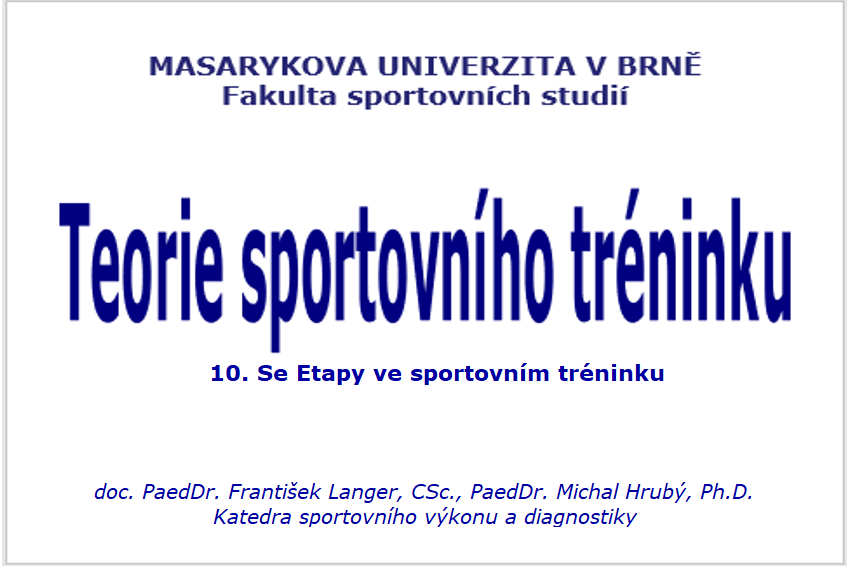 MASARYKOVA UNIVERZITA V BRNĚ
Fakulta sportovních studií
Teorie sportovního tréninku
10. Se Etapy ve sportovním tréninku
doc. PaedDr. František Langer, CSc., PaedDr. Michal Hrubý, Ph.D.
Katedra sportovního výkonu a diagnostiky